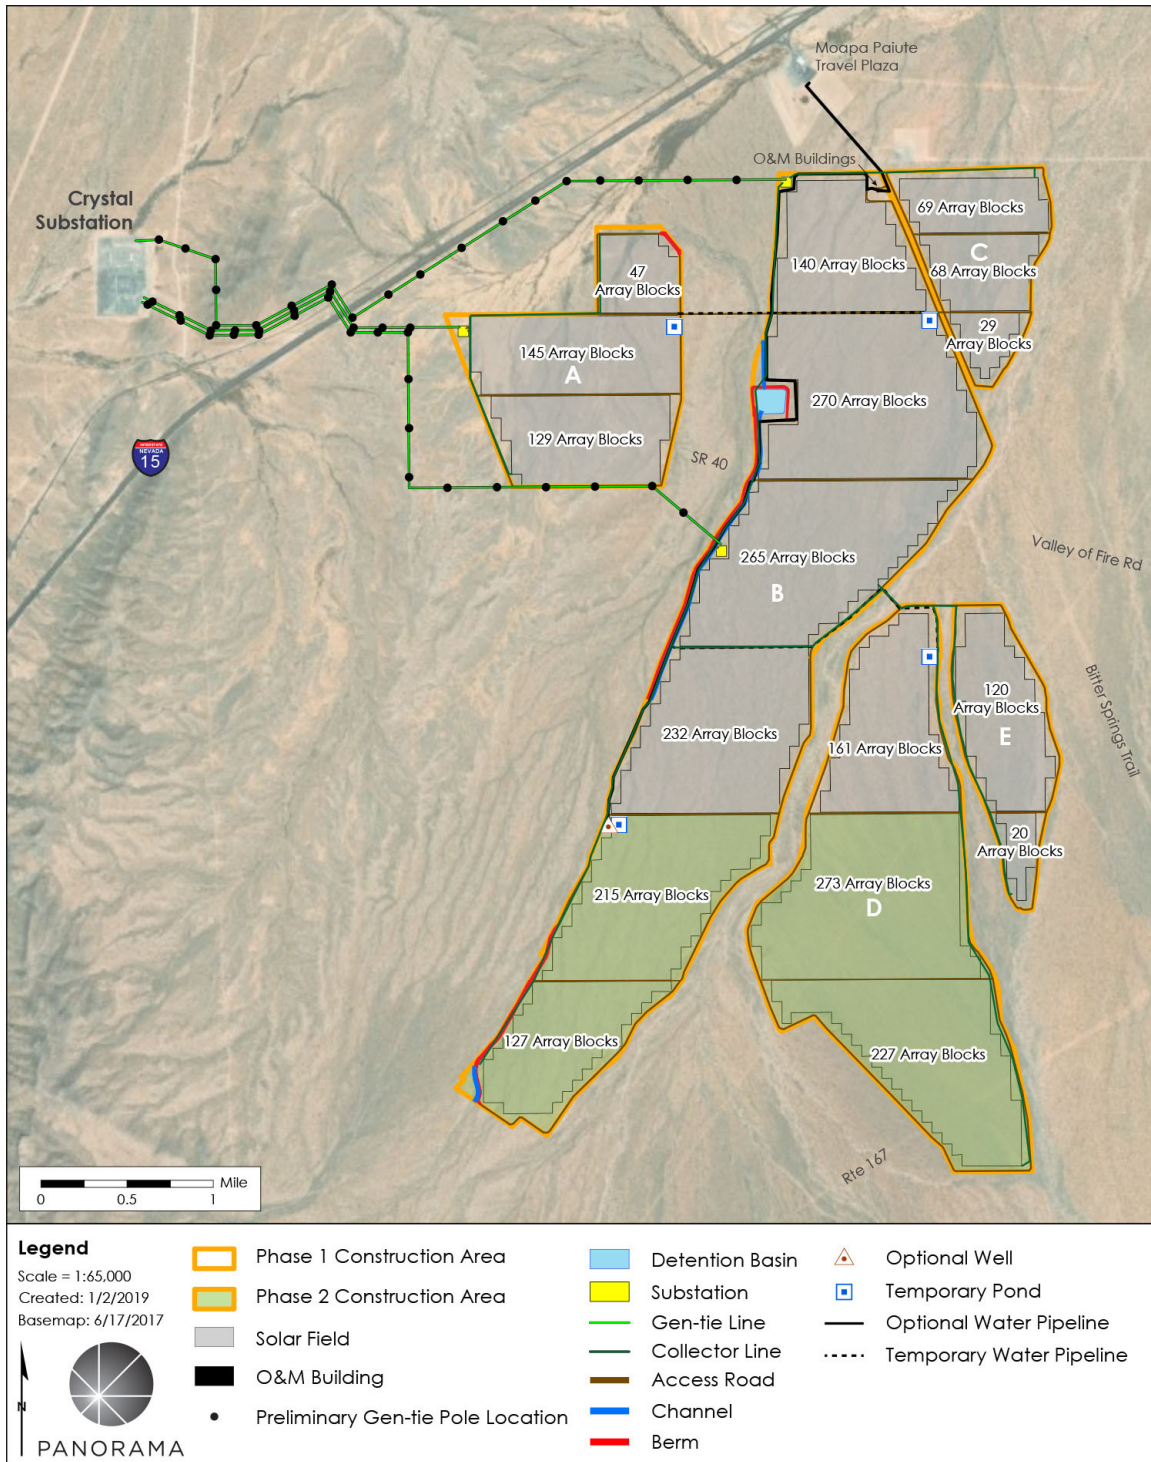 Moapa Paiute
Travel Plaza
O&M Buildings
Crystal
Substation
69 Array Blocks
C
68 Array Blocks
140 Array Blocks
47
Array Blocks
29
Array Blocks
145 Array Blocks
A
270 Array Blocks
129 Array Blocks
SR 40
INTERSTATE
NEVADA
15
Valley of Fire Rd
265 Array Blocks
B
Bitter Springs Trail
120
Array Blocks
E
232 Array Blocks
161 Array Blocks
20
Array Blocks
215 Array Blocks
273 Array Blocks
D
127 Array Blocks
227 Array Blocks
Rte 167
Mile
0 0.5 1
Legend
Scale = 1:65,000
Created: 1/2/2019
Basemap: 6/17/2017
N
PANORAMA
Phase 1 Construction Area
Phase 2 Construction Area
Solar Field
O&M Building
Preliminary Gen-tie Pole Location
Detention Basin
Substation
Gen-tie Line
Collector Line
Access Road
Channel
Berm
Optional Well
Temporary Pond
Optional Water Pipeline
Temporary Water Pipeline